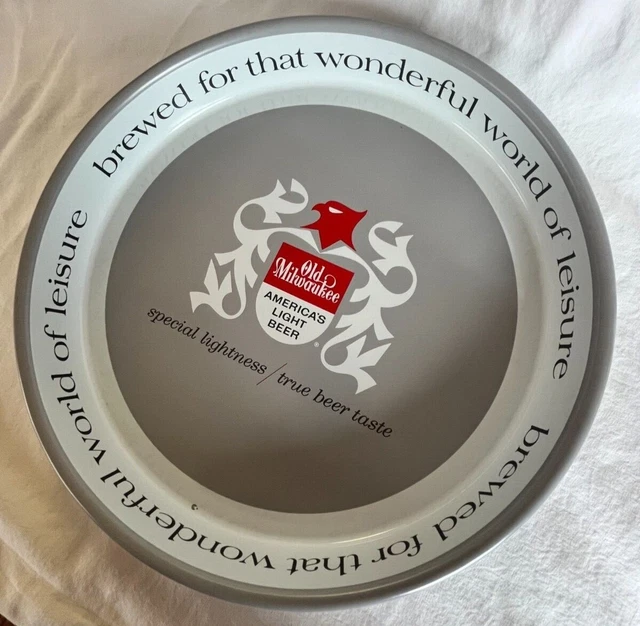 brewed for that wonderful world of leisure
Old
Milwaukee
AMERICA'S
LIGHT
BEER
®
special lightness / true beer taste
brewed for that wonderful world of leisure